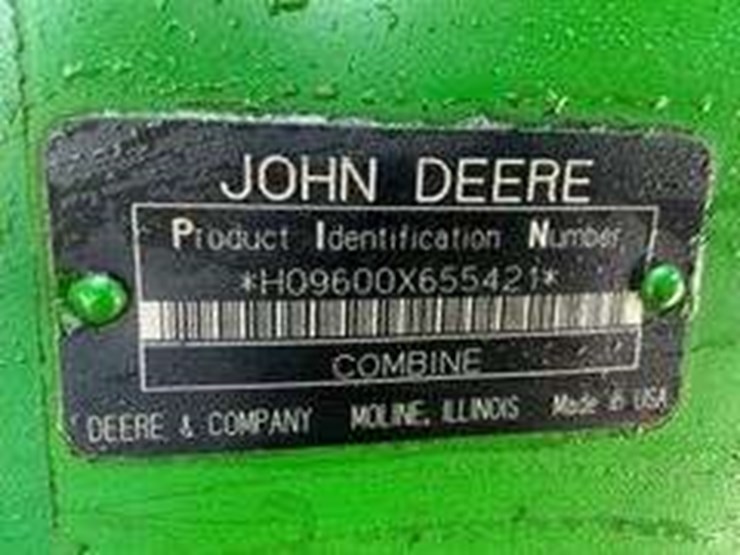 JOHN DEERE
Product Identification Number
*H09600X655421*
COMBINE
DEERE & COMPANY MOLINE, ILLINOIS Made in USA